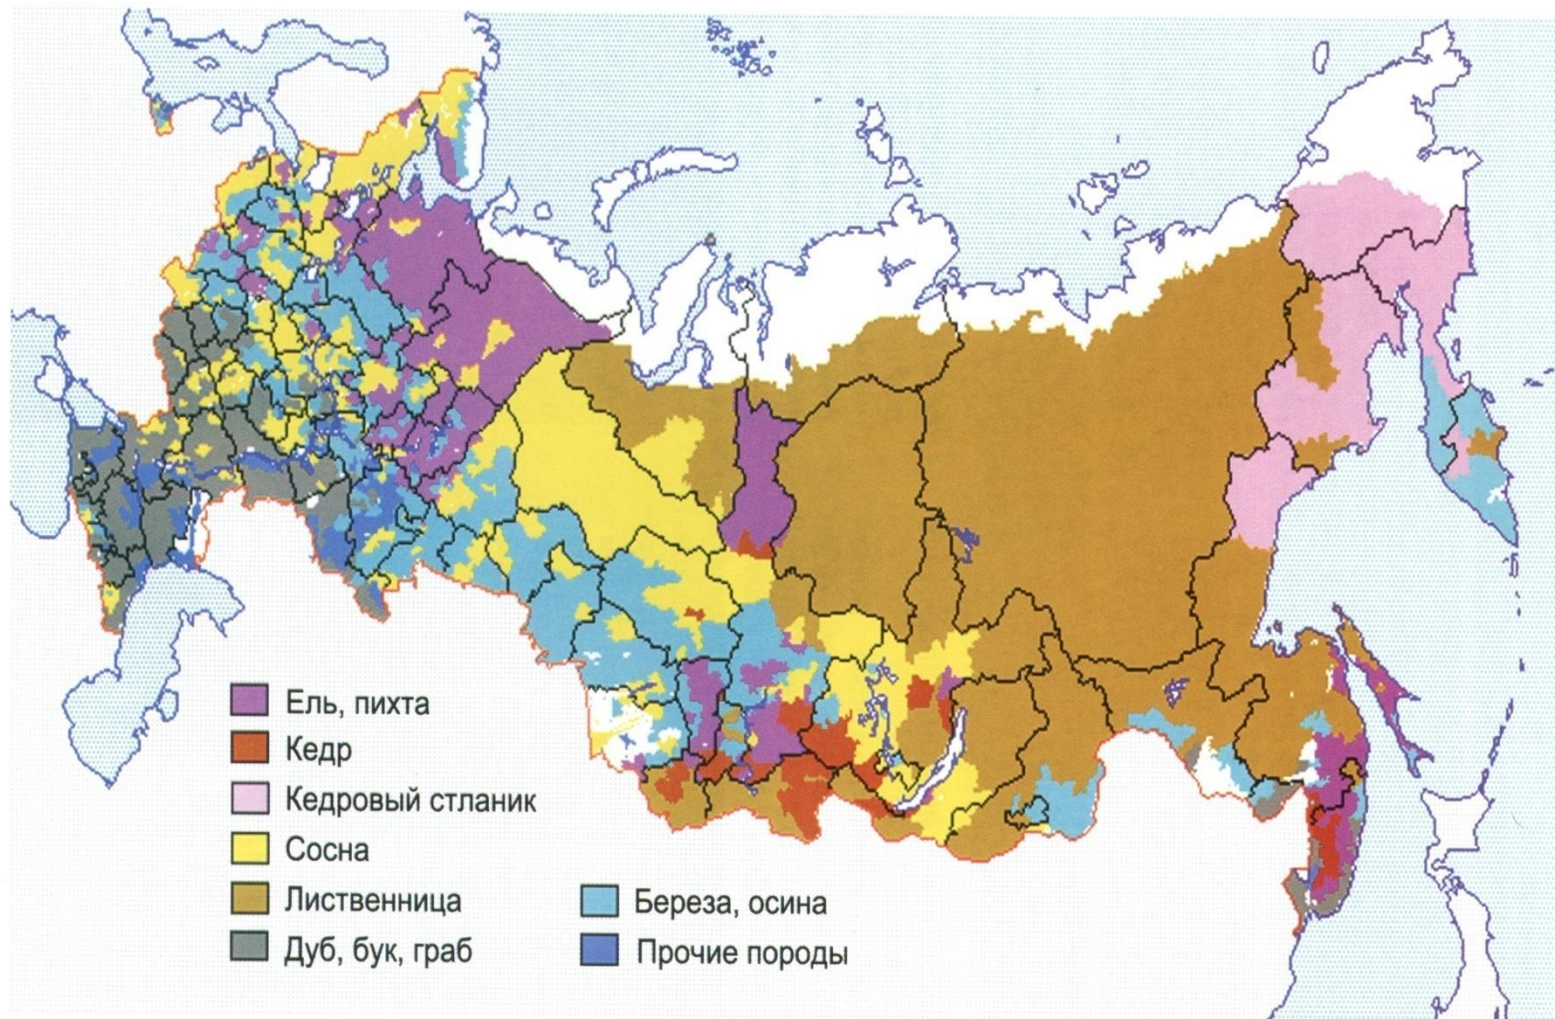 Ель, пихта
Кедр
Кедровый стланик
Сосна
Лиственница
Дуб, бук, граб
Береза, осина
Прочие породы